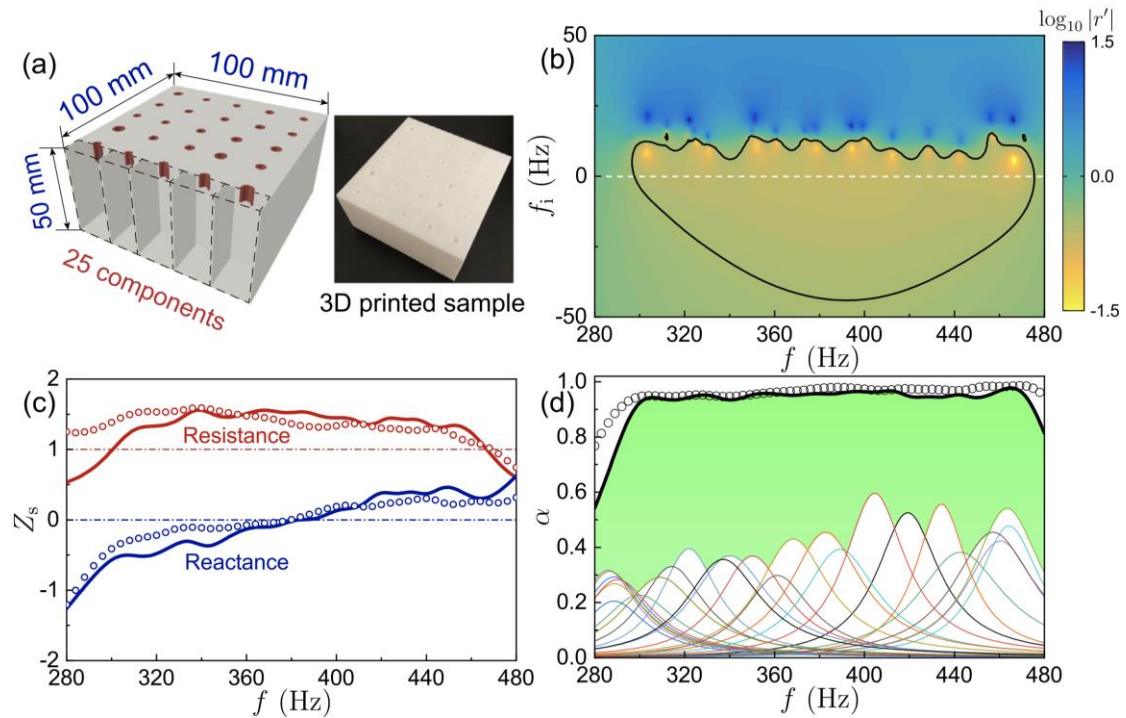 (a)
100 mm
100 mm
50 mm
25 components
3D printed sample
(b)
log₁₀ |r′|
50
0
-50
fᵢ (Hz)
280
320
360
400
440
480
f (Hz)
1.5
0.0
-1.5
(c)
2
1
0
-1
-2
Zₛ
Resistance
Reactance
280
320
360
400
440
480
f (Hz)
(d)
1.0
0.8
0.6
0.4
0.2
0.0
α
280
320
360
400
440
480
f (Hz)